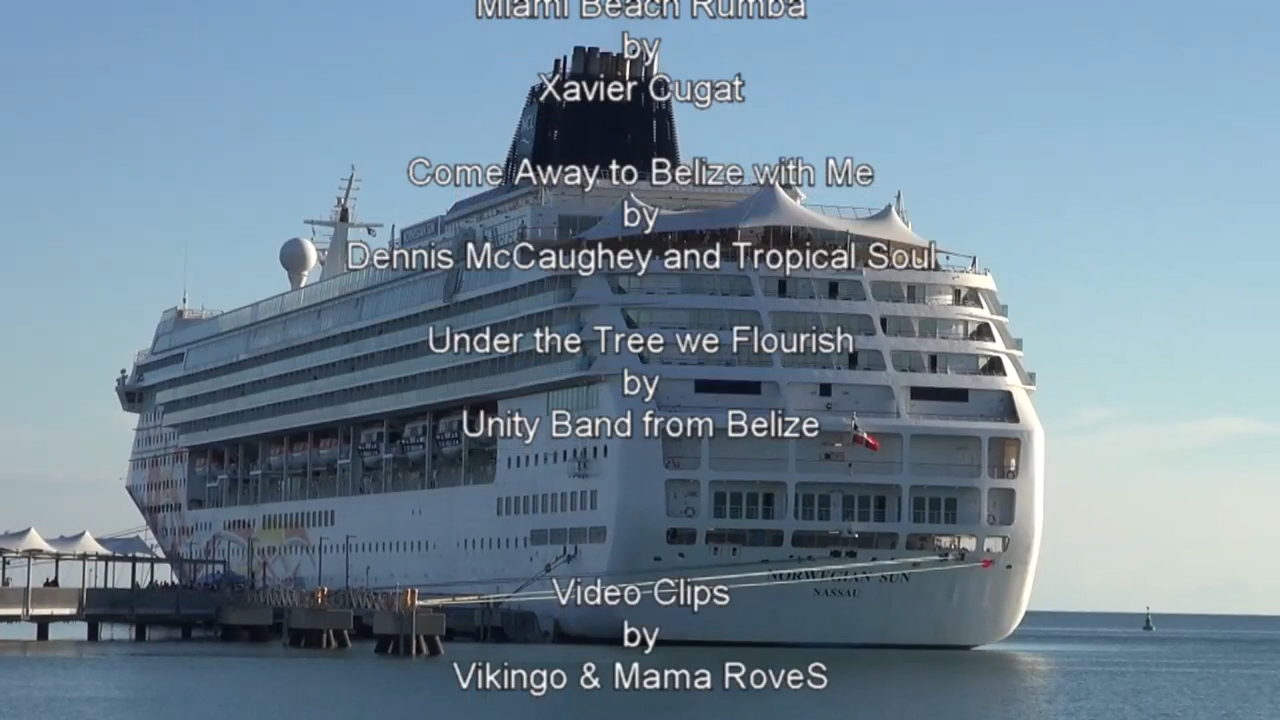 Miami Beach Rumba
by
Xavier Cugat
Come Away to Belize with Me
by
Dennis McCaughey and Tropical Soul
Under the Tree we Flourish
by
Unity Band from Belize
NORWEGIAN SUN
NASSAU
Video Clips
by
Vikingo & Mama RoveS